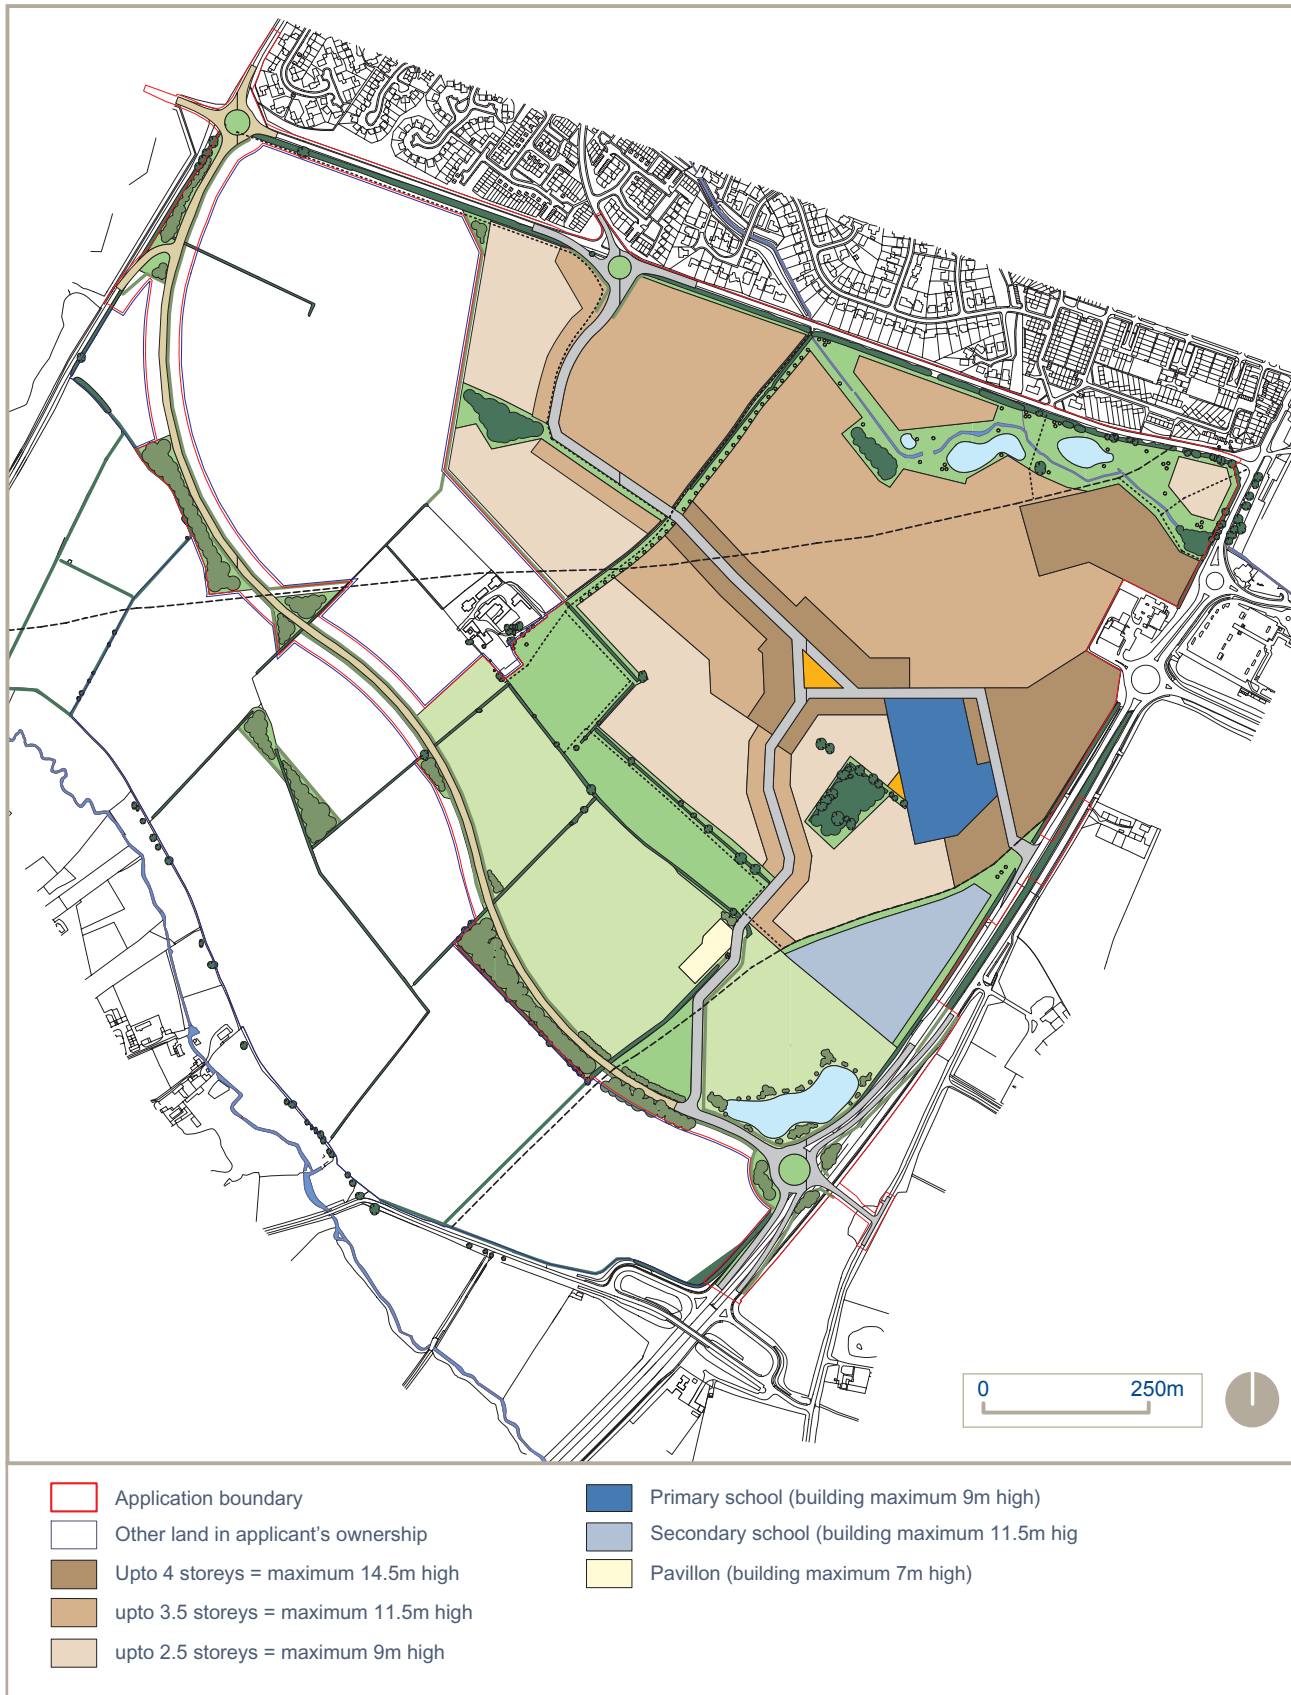 0 250m
Application boundary
Other land in applicant's ownership
Upto 4 storeys = maximum 14.5m high
upto 3.5 storeys = maximum 11.5m high
upto 2.5 storeys = maximum 9m high
Primary school (building maximum 9m high)
Secondary school (building maximum 11.5m hig
Pavillon (building maximum 7m high)